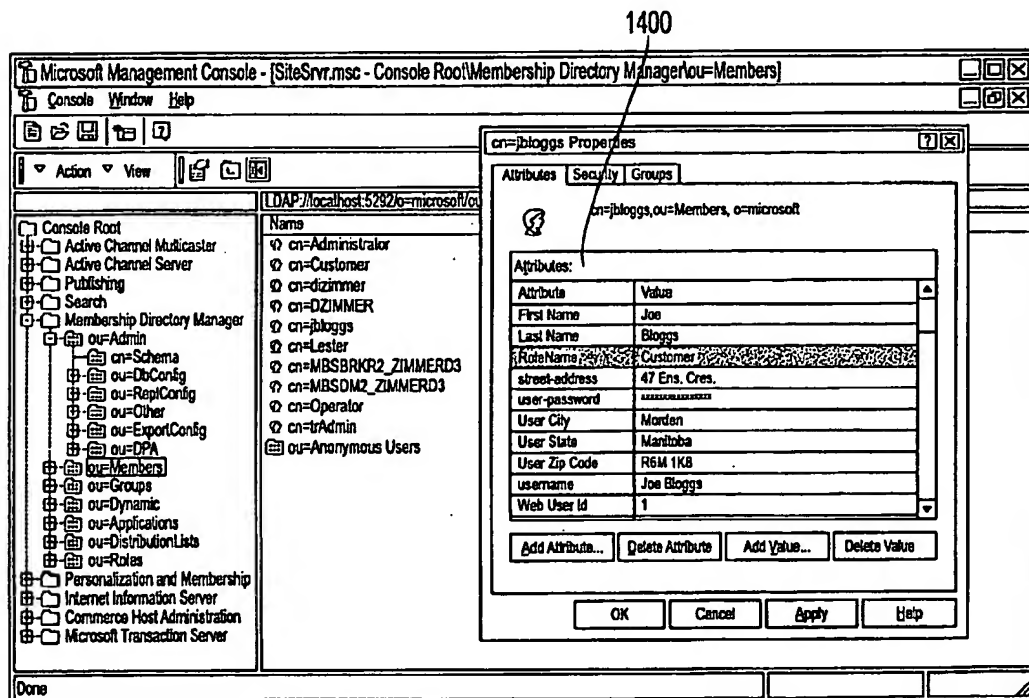 1400
Microsoft Management Console - [SiteSrvr.msc - Console Root\Membership Directory Manager\ou=Members]
Console Window Help
Action View
LDAP://localhost:5292/o=microsoft/ou
Console Root
Active Channel Multicaster
Active Channel Server
Publishing
Search
Membership Directory Manager
ou=Admin
cn=Schema
ou=DbConfig
ou=ReplConfig
ou=Other
ou=ExportConfig
ou=DPA
ou=Members
ou=Groups
ou=Dynamic
ou=Applications
ou=DistributionLists
ou=Roles
Personalization and Membership
Internet Information Server
Commerce Host Administration
Microsoft Transaction Server
Name
cn=Administrator
cn=Customer
cn=dizimmer
cn=DZIMMER
cn=jbloggs
cn=Lester
cn=MBSBRKR2_ZIMMERD3
cn=MBSDM2_ZIMMERD3
cn=Operator
cn=trAdmin
ou=Anonymous Users
cn=jbloggs Properties
Attributes Security Groups
cn=jbloggs,ou=Members, o=microsoft
Attributes:
Attribute Value
First Name Joe
Last Name Bloggs
RoleName Customer
street-address 47 Ens. Cres.
user-password
User City Morden
User State Manitoba
User Zip Code R6M 1K8
username Joe Bloggs
Web User Id 1
Add Attribute... Delete Attribute Add Value... Delete Value
OK Cancel Apply Help
Done